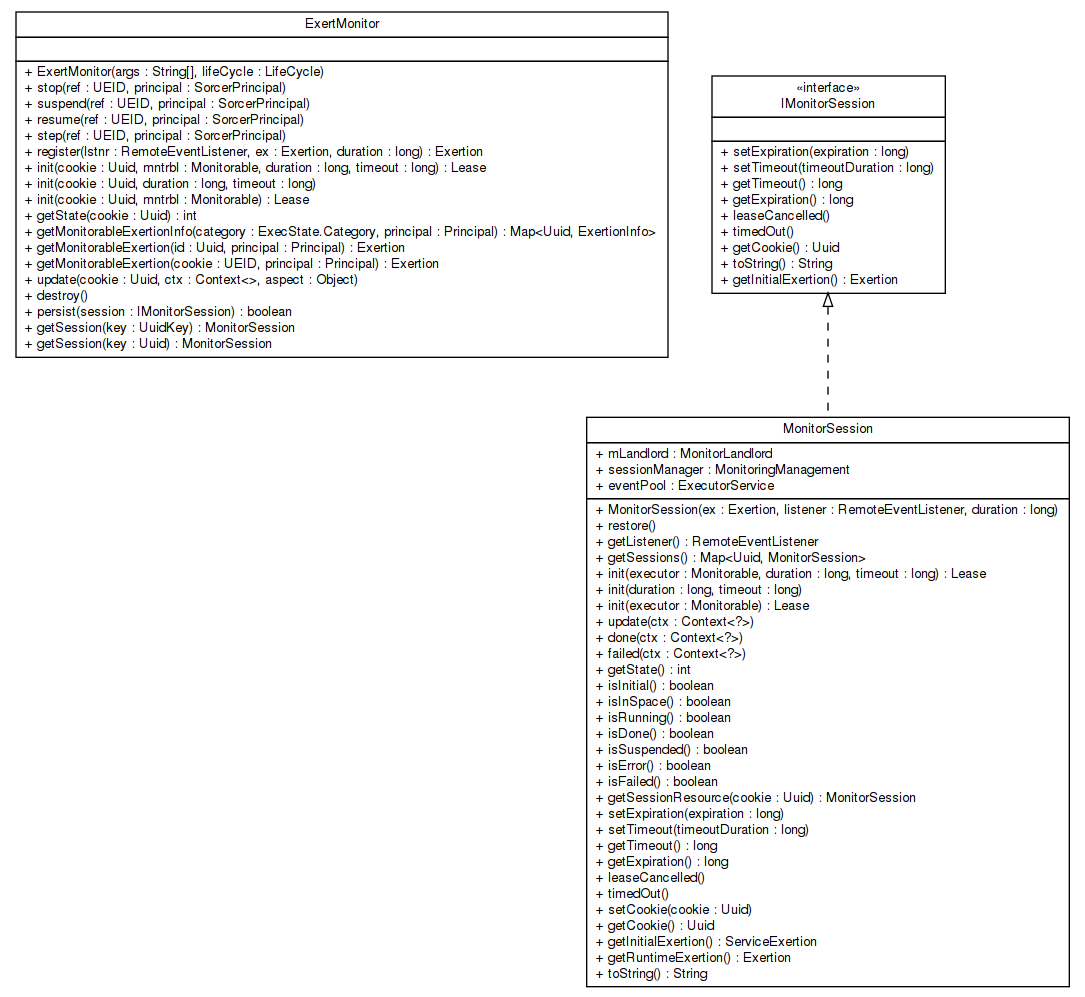 ExertMonitor
+ ExertMonitor(args : String[], lifeCycle : LifeCycle)
+ stop(ref : UEID, principal : SorcerPrincipal)
+ suspend(ref : UEID, principal : SorcerPrincipal)
+ resume(ref : UEID, principal : SorcerPrincipal)
+ step(ref : UEID, principal : SorcerPrincipal)
+ register(lstnr : RemoteEventListener, ex : Exertion, duration : long) : Exertion
+ init(cookie : Uuid, mntrbl : Monitorable, duration : long, timeout : long) : Lease
+ init(cookie : Uuid, duration : long, timeout : long)
+ init(cookie : Uuid, mntrbl : Monitorable) : Lease
+ getState(cookie : Uuid) : int
+ getMonitorableExertionInfo(category : ExecState.Category, principal : Principal) : Map<Uuid, ExertionInfo>
+ getMonitorableExertion(id : Uuid, principal : Principal) : Exertion
+ getMonitorableExertion(cookie : UEID, principal : Principal) : Exertion
+ update(cookie : Uuid, ctx : Context<>, aspect : Object)
+ destroy()
+ persist(session : IMonitorSession) : boolean
+ getSession(key : UuidKey) : MonitorSession
+ getSession(key : Uuid) : MonitorSession
«interface»
IMonitorSession
+ setExpiration(expiration : long)
+ setTimeout(timeoutDuration : long)
+ getTimeout() : long
+ getExpiration() : long
+ leaseCancelled()
+ timedOut()
+ getCookie() : Uuid
+ toString() : String
+ getInitialExertion() : Exertion
MonitorSession
+ mLandlord : MonitorLandlord
+ sessionManager : MonitoringManagement
+ eventPool : ExecutorService
+ MonitorSession(ex : Exertion, listener : RemoteEventListener, duration : long)
+ restore()
+ getListener() : RemoteEventListener
+ getSessions() : Map<Uuid, MonitorSession>
+ init(executor : Monitorable, duration : long, timeout : long) : Lease
+ init(duration : long, timeout : long)
+ init(executor : Monitorable) : Lease
+ update(ctx : Context<?>)
+ done(ctx : Context<?>)
+ failed(ctx : Context<?>)
+ getState() : int
+ isInitial() : boolean
+ isInSpace() : boolean
+ isRunning() : boolean
+ isDone() : boolean
+ isSuspended() : boolean
+ isError() : boolean
+ isFailed() : boolean
+ getSessionResource(cookie : Uuid) : MonitorSession
+ setExpiration(expiration : long)
+ setTimeout(timeoutDuration : long)
+ getTimeout() : long
+ getExpiration() : long
+ leaseCancelled()
+ timedOut()
+ setCookie(cookie : Uuid)
+ getCookie() : Uuid
+ getInitialExertion() : ServiceExertion
+ getRuntimeExertion() : Exertion
+ toString() : String